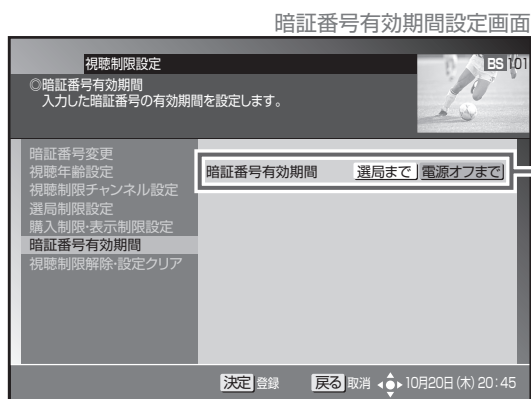 暗証番号有効期間設定画面
視聴制限設定
BS 101
◎暗証番号有効期間
入力した暗証番号の有効期間を設定します。
暗証番号変更
視聴年齢設定
視聴制限チャンネル設定
選局制限設定
購入制限・表示制限設定
暗証番号有効期間
視聴制限解除・設定クリア
暗証番号有効期間 選局まで 電源オフまで
決定 登録 戻る 取消 10月20日(木)20:45